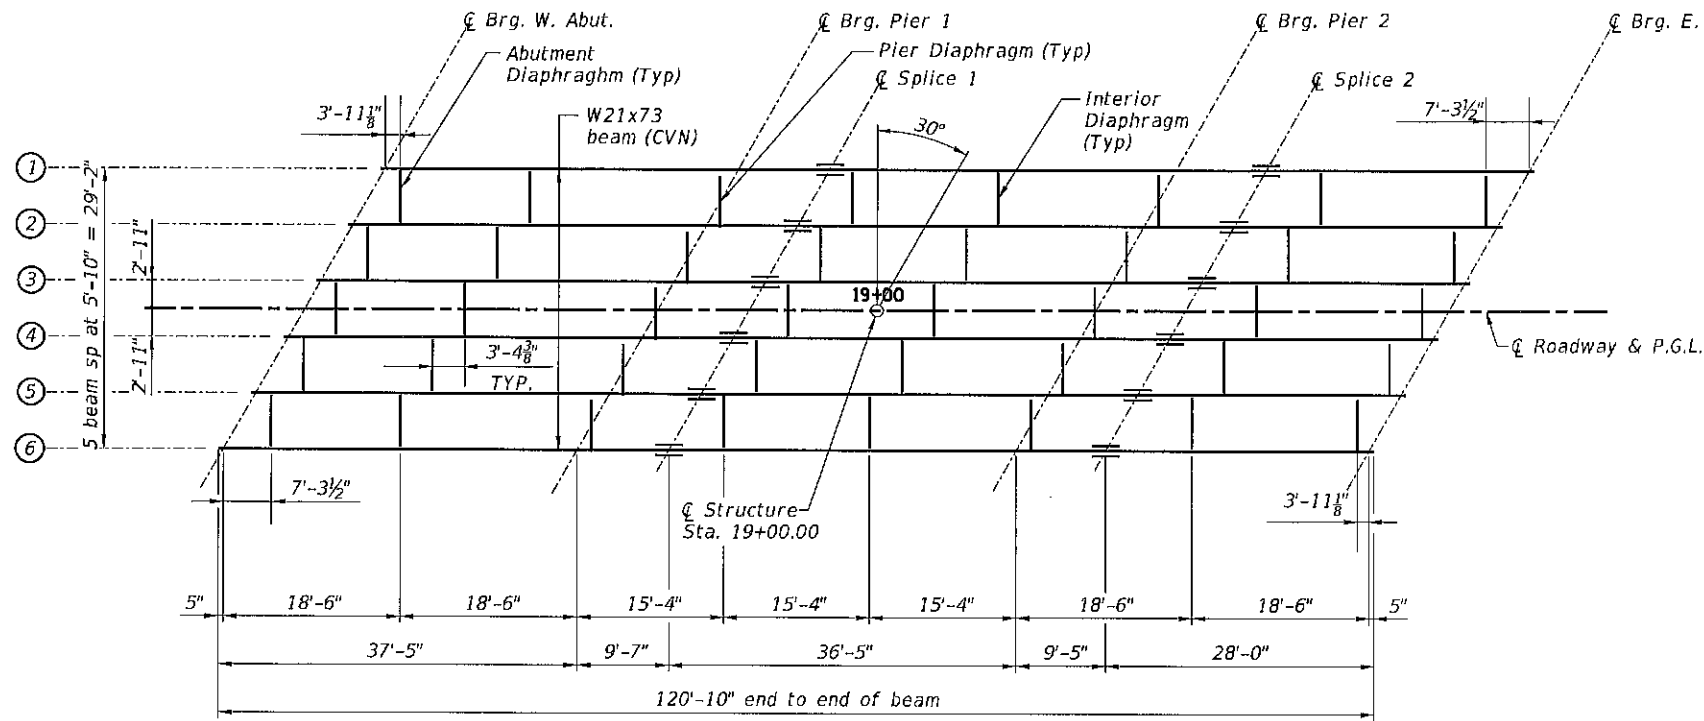 ℄ Brg. W. Abut.
℄ Brg. Pier 1
℄ Brg. Pier 2
℄ Brg. E.
Abutment
Diaphraghm (Typ)
Pier Diaphragm (Typ)
℄ Splice 1
℄ Splice 2
3'-11⅛"
W21x73
beam (CVN)
30°
Interior
Diaphragm
(Typ)
7'-3½"
1
2
3
4
5
6
5 beam sp at 5'-10" = 29'-2"
2'-11"
2'-11"
19+00
3'-4⅜"
TYP.
℄ Roadway & P.G.L.
7'-3½"
℄ Structure
Sta. 19+00.00
3'-11⅛"
5" 18'-6" 18'-6" 15'-4" 15'-4" 15'-4" 18'-6" 18'-6" 5"
37'-5" 9'-7" 36'-5" 9'-5" 28'-0"
120'-10" end to end of beam